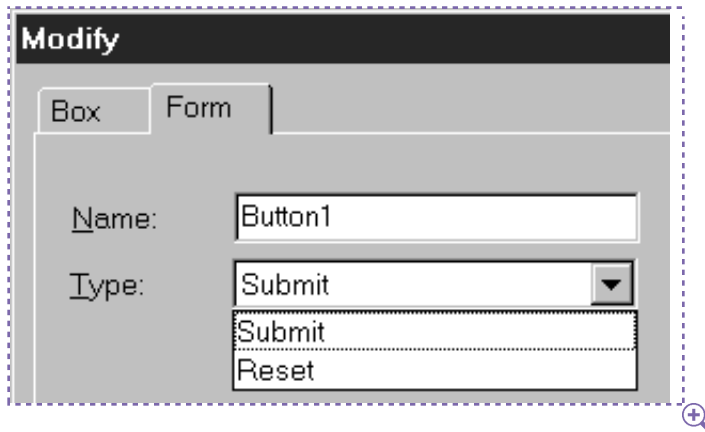 Modify
Box Form
Name: Button1
Type: Submit
Submit
Reset